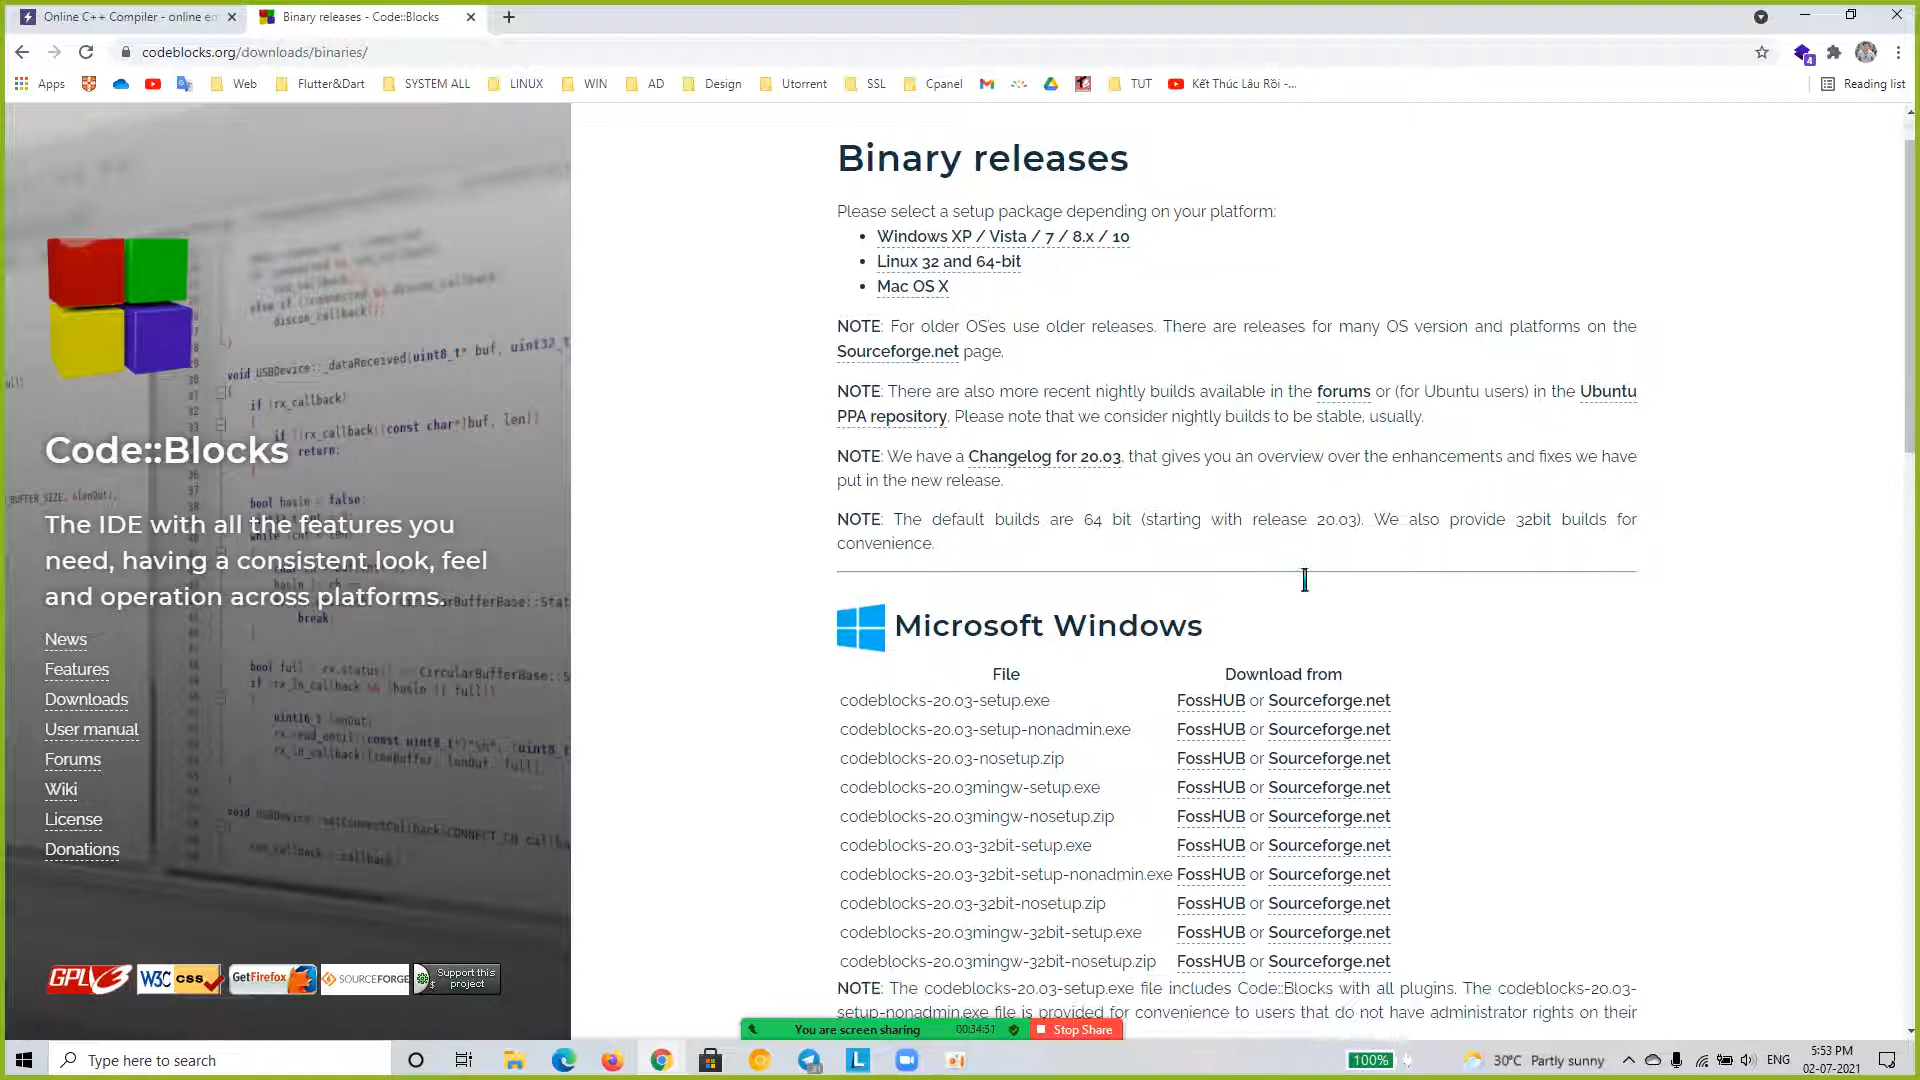 Online C++ Compiler - online e
Binary releases - Code::Blocks
codeblocks.org/downloads/binaries/
4
Apps
Web
Flutter&Dart
SYSTEM ALL
LINUX
WIN
AD
Design
Utorrent
SSL
Cpanel
TUT
Kết Thúc Lâu Rồi -...
Reading list
Code::Blocks
The IDE with all the features you
need, having a consistent look, feel
and operation across platforms.
News
Features
Downloads
User manual
Forums
Wiki
License
Donations
GPLV3
W3C css
GetFirefox
SOURCEFORGE
Support this
project
Binary releases
Please select a setup package depending on your platform:
• Windows XP / Vista / 7 / 8.x / 10
• Linux 32 and 64-bit
• Mac OS X
NOTE: For older OS'es use older releases. There are releases for many OS version and platforms on the
Sourceforge.net page.
NOTE: There are also more recent nightly builds available in the forums or (for Ubuntu users) in the Ubuntu
PPA repository. Please note that we consider nightly builds to be stable, usually.
NOTE: We have a Changelog for 20.03, that gives you an overview over the enhancements and fixes we have
put in the new release.
NOTE: The default builds are 64 bit (starting with release 20.03). We also provide 32bit builds for
convenience.
Microsoft Windows
File Download from
codeblocks-20.03-setup.exe FossHUB or Sourceforge.net
codeblocks-20.03-setup-nonadmin.exe FossHUB or Sourceforge.net
codeblocks-20.03-nosetup.zip FossHUB or Sourceforge.net
codeblocks-20.03mingw-setup.exe FossHUB or Sourceforge.net
codeblocks-20.03mingw-nosetup.zip FossHUB or Sourceforge.net
codeblocks-20.03-32bit-setup.exe FossHUB or Sourceforge.net
codeblocks-20.03-32bit-setup-nonadmin.exe FossHUB or Sourceforge.net
codeblocks-20.03-32bit-nosetup.zip FossHUB or Sourceforge.net
codeblocks-20.03mingw-32bit-setup.exe FossHUB or Sourceforge.net
codeblocks-20.03mingw-32bit-nosetup.zip FossHUB or Sourceforge.net
NOTE: The codeblocks-20.03-setup.exe file includes Code::Blocks with all plugins. The codeblocks-20.03-
setup-nonadmin.exe file is provided for convenience to users that do not have administrator rights on their
You are screen sharing 00:34:51 Stop Share
Type here to search
L
100%
30°C Partly sunny
ENG
5:53 PM
02-07-2021